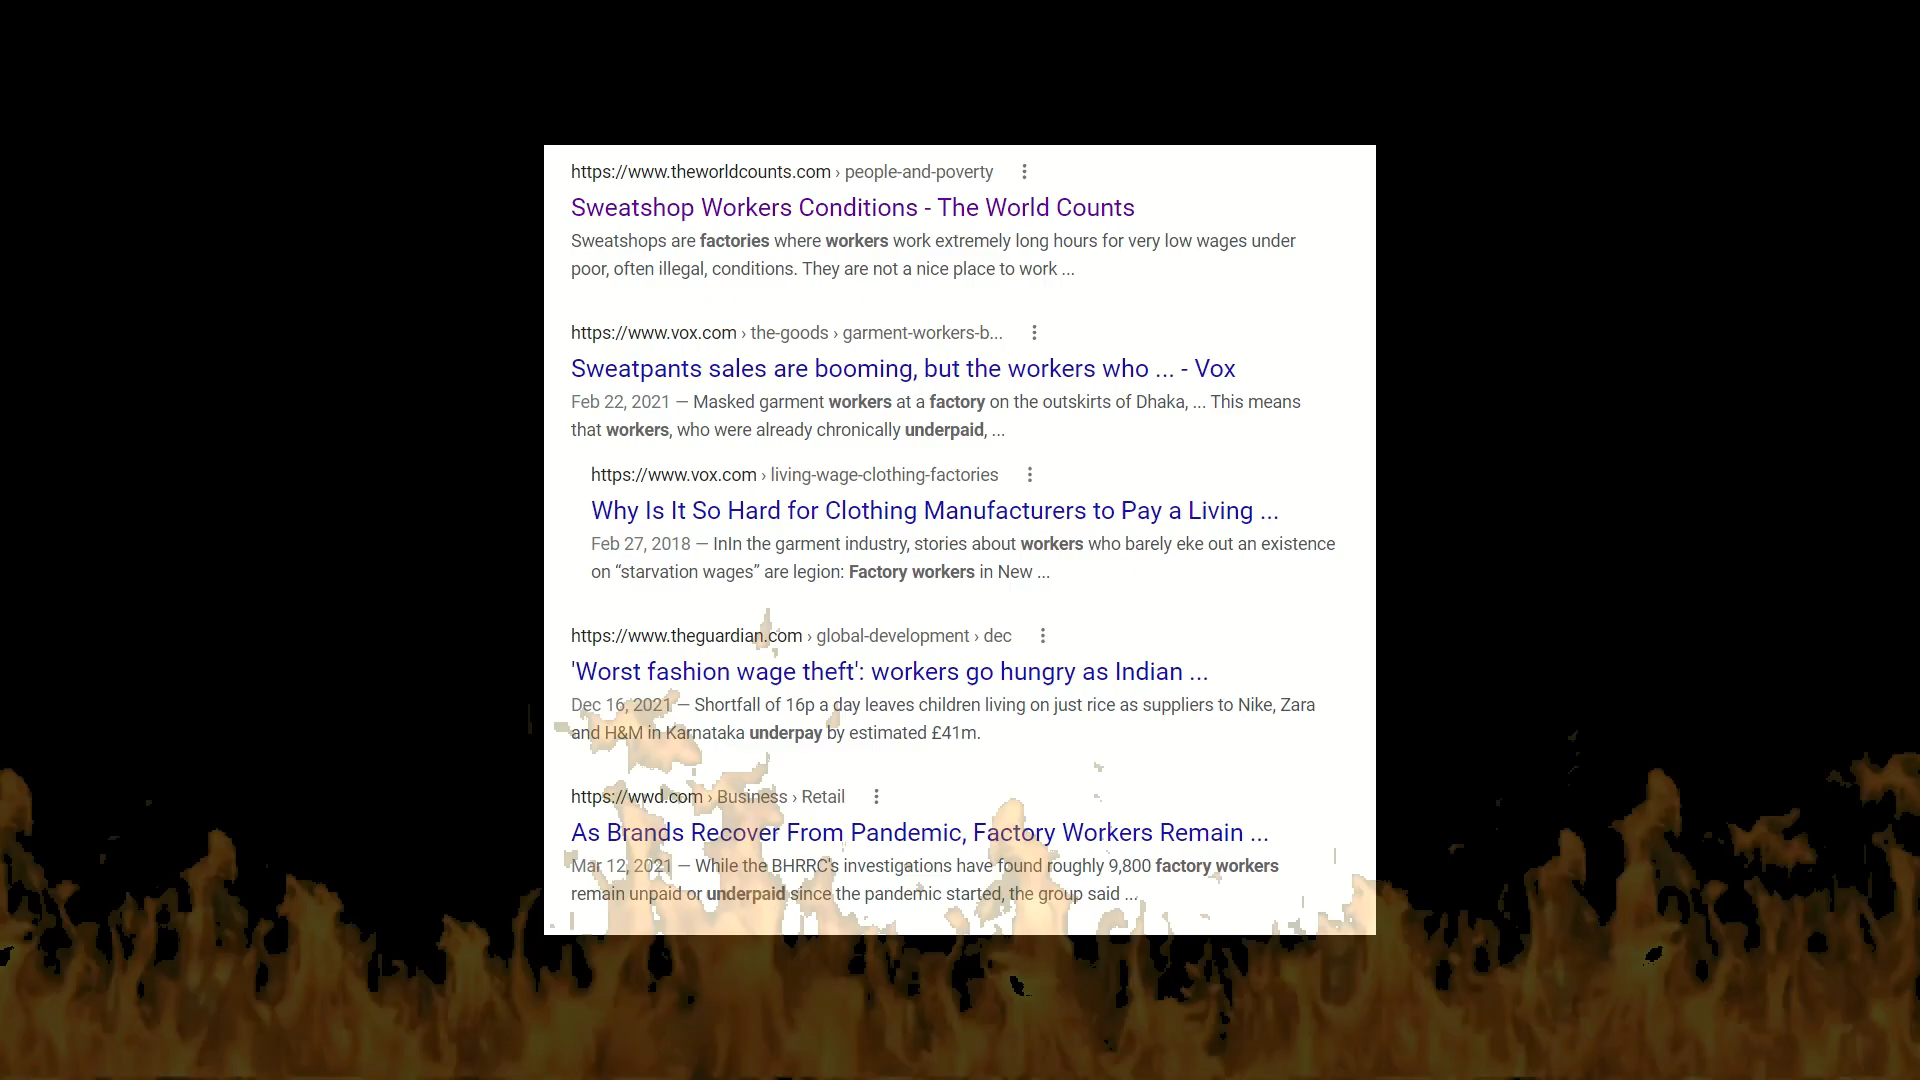 https://www.theworldcounts.com › people-and-poverty
Sweatshop Workers Conditions - The World Counts
Sweatshops are factories where workers work extremely long hours for very low wages under
poor, often illegal, conditions. They are not a nice place to work ...
https://www.vox.com › the-goods › garment-workers-b...
Sweatpants sales are booming, but the workers who ... - Vox
Feb 22, 2021 — Masked garment workers at a factory on the outskirts of Dhaka, ... This means
that workers, who were already chronically underpaid, ...
https://www.vox.com › living-wage-clothing-factories
Why Is It So Hard for Clothing Manufacturers to Pay a Living ...
Feb 27, 2018 — InIn the garment industry, stories about workers who barely eke out an existence
on “starvation wages” are legion: Factory workers in New ...
https://www.theguardian.com › global-development › dec
'Worst fashion wage theft': workers go hungry as Indian ...
Dec 16, 2021 — Shortfall of 16p a day leaves children living on just rice as suppliers to Nike, Zara
and H&M in Karnataka underpay by estimated £41m.
https://wwd.com › Business › Retail
As Brands Recover From Pandemic, Factory Workers Remain ...
Mar 12, 2021 — While the BHRRC's investigations have found roughly 9,800 factory workers
remain unpaid or underpaid since the pandemic started, the group said ...